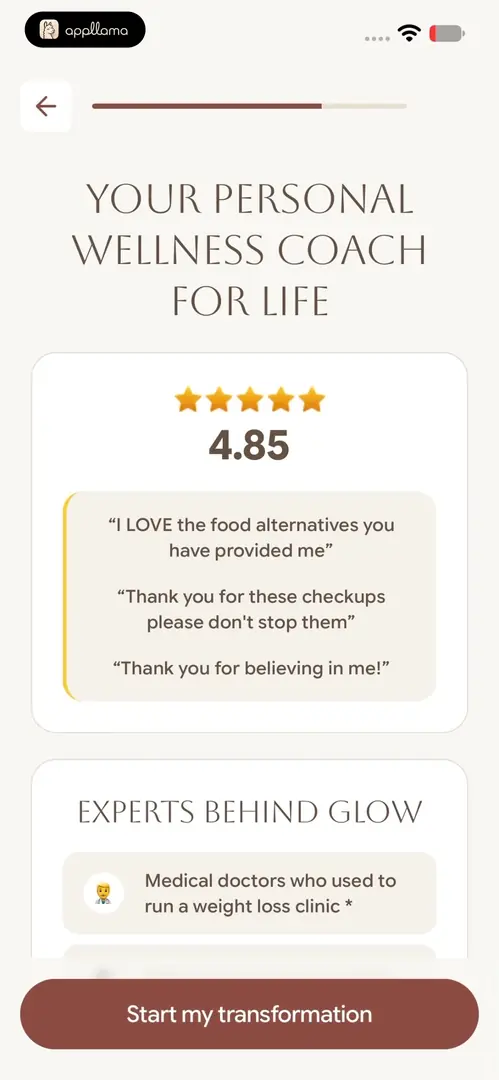 appllama
YOUR PERSONAL
WELLNESS COACH
FOR LIFE
4.85
“I LOVE the food alternatives you
have provided me”
“Thank you for these checkups
please don't stop them”
“Thank you for believing in me!”
EXPERTS BEHIND GLOW
Medical doctors who used to
run a weight loss clinic *
Start my transformation